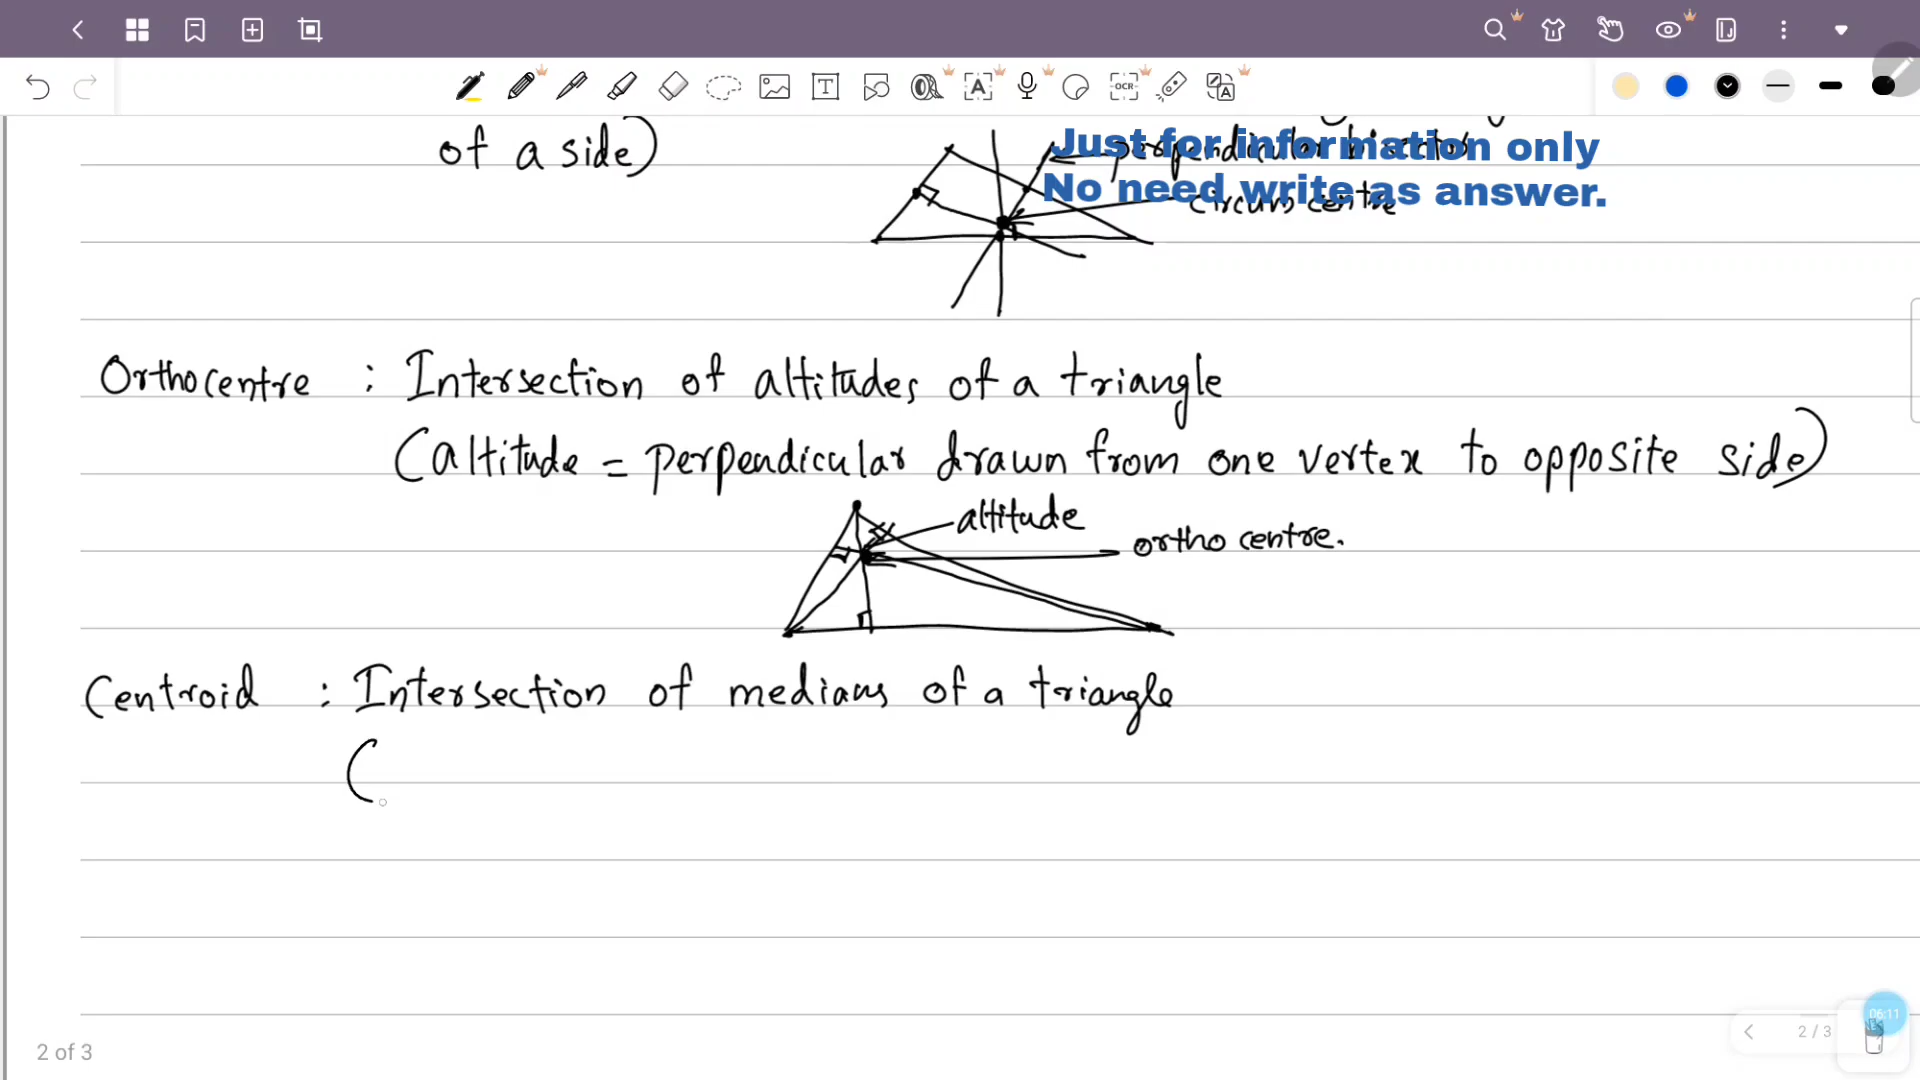 of a side)
Just for information only
No need write as answer.
Circum centre
Orthocentre : Intersection of altitudes of a triangle
(altitude = perpendicular drawn from one vertex to opposite side)
altitude
ortho centre.
Centroid : Intersection of medians of a triangle
(
2 of 3
2 / 3
06:11